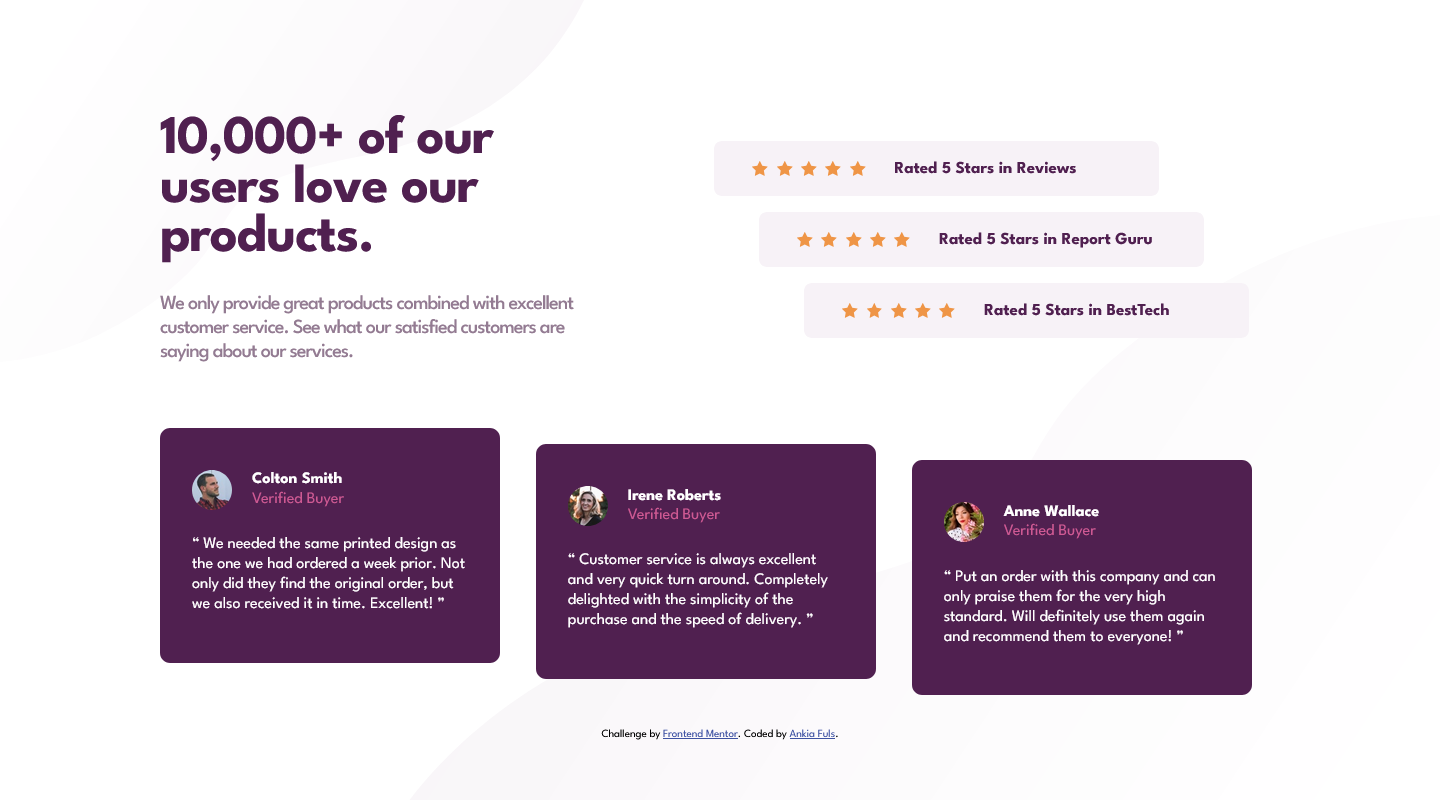 10,000+ of our
users love our
products.
We only provide great products combined with excellent
customer service. See what our satisfied customers are
saying about our services.
Rated 5 Stars in Reviews
Rated 5 Stars in Report Guru
Rated 5 Stars in BestTech
Colton Smith
Verified Buyer
“ We needed the same printed design as
the one we had ordered a week prior. Not
only did they find the original order, but
we also received it in time. Excellent! ”
Irene Roberts
Verified Buyer
“ Customer service is always excellent
and very quick turn around. Completely
delighted with the simplicity of the
purchase and the speed of delivery. ”
Anne Wallace
Verified Buyer
“ Put an order with this company and can
only praise them for the very high
standard. Will definitely use them again
and recommend them to everyone! ”
Challenge by Frontend Mentor. Coded by Ankia Fuls.